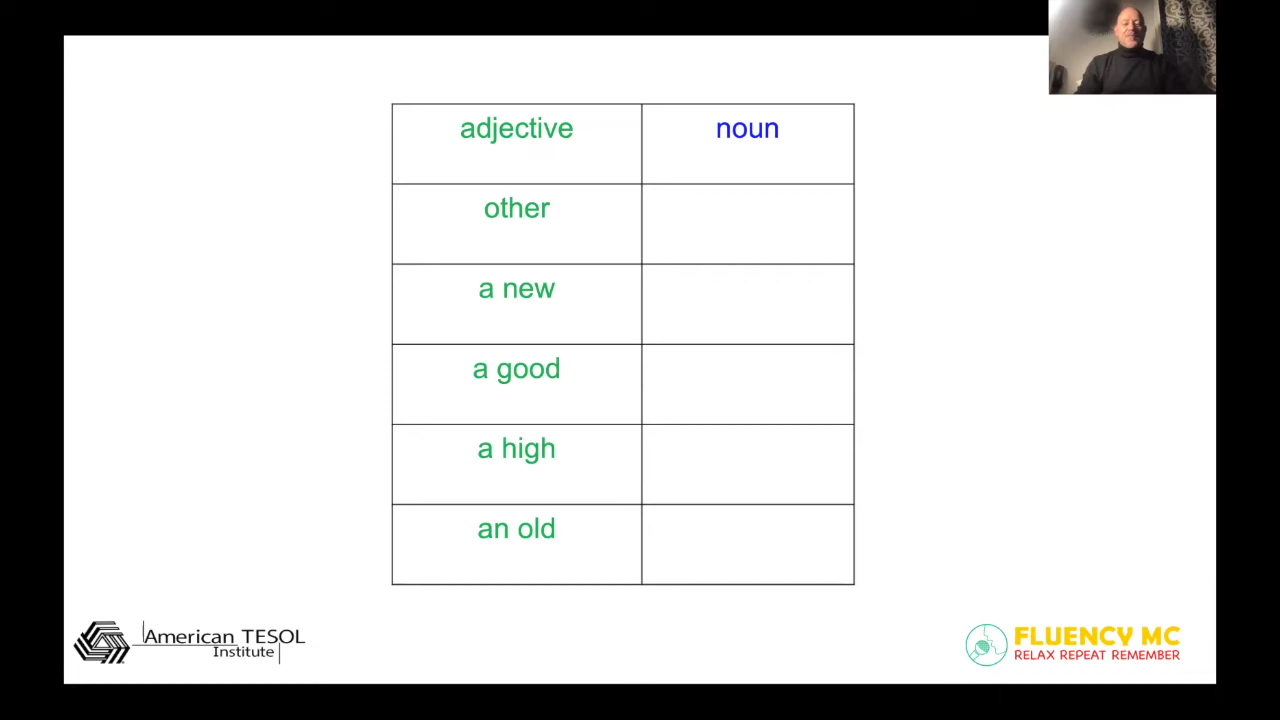 adjective noun
other
a new
a good
a high
an old
American TESOL
Institute
FLUENCY MC
RELAX REPEAT REMEMBER